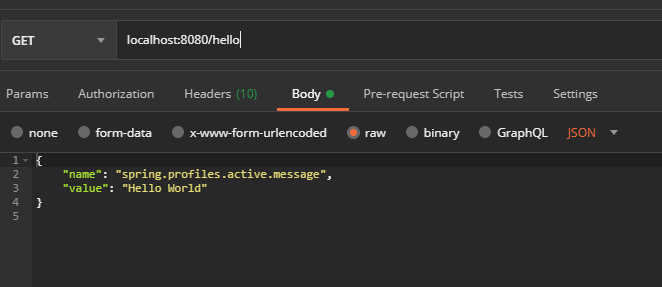 GET localhost:8080/hello
Params Authorization Headers (10) Body Pre-request Script Tests Settings
none form-data x-www-form-urlencoded raw binary GraphQL JSON
1 {
2 "name": "spring.profiles.active.message",
3 "value": "Hello World"
4 }
5